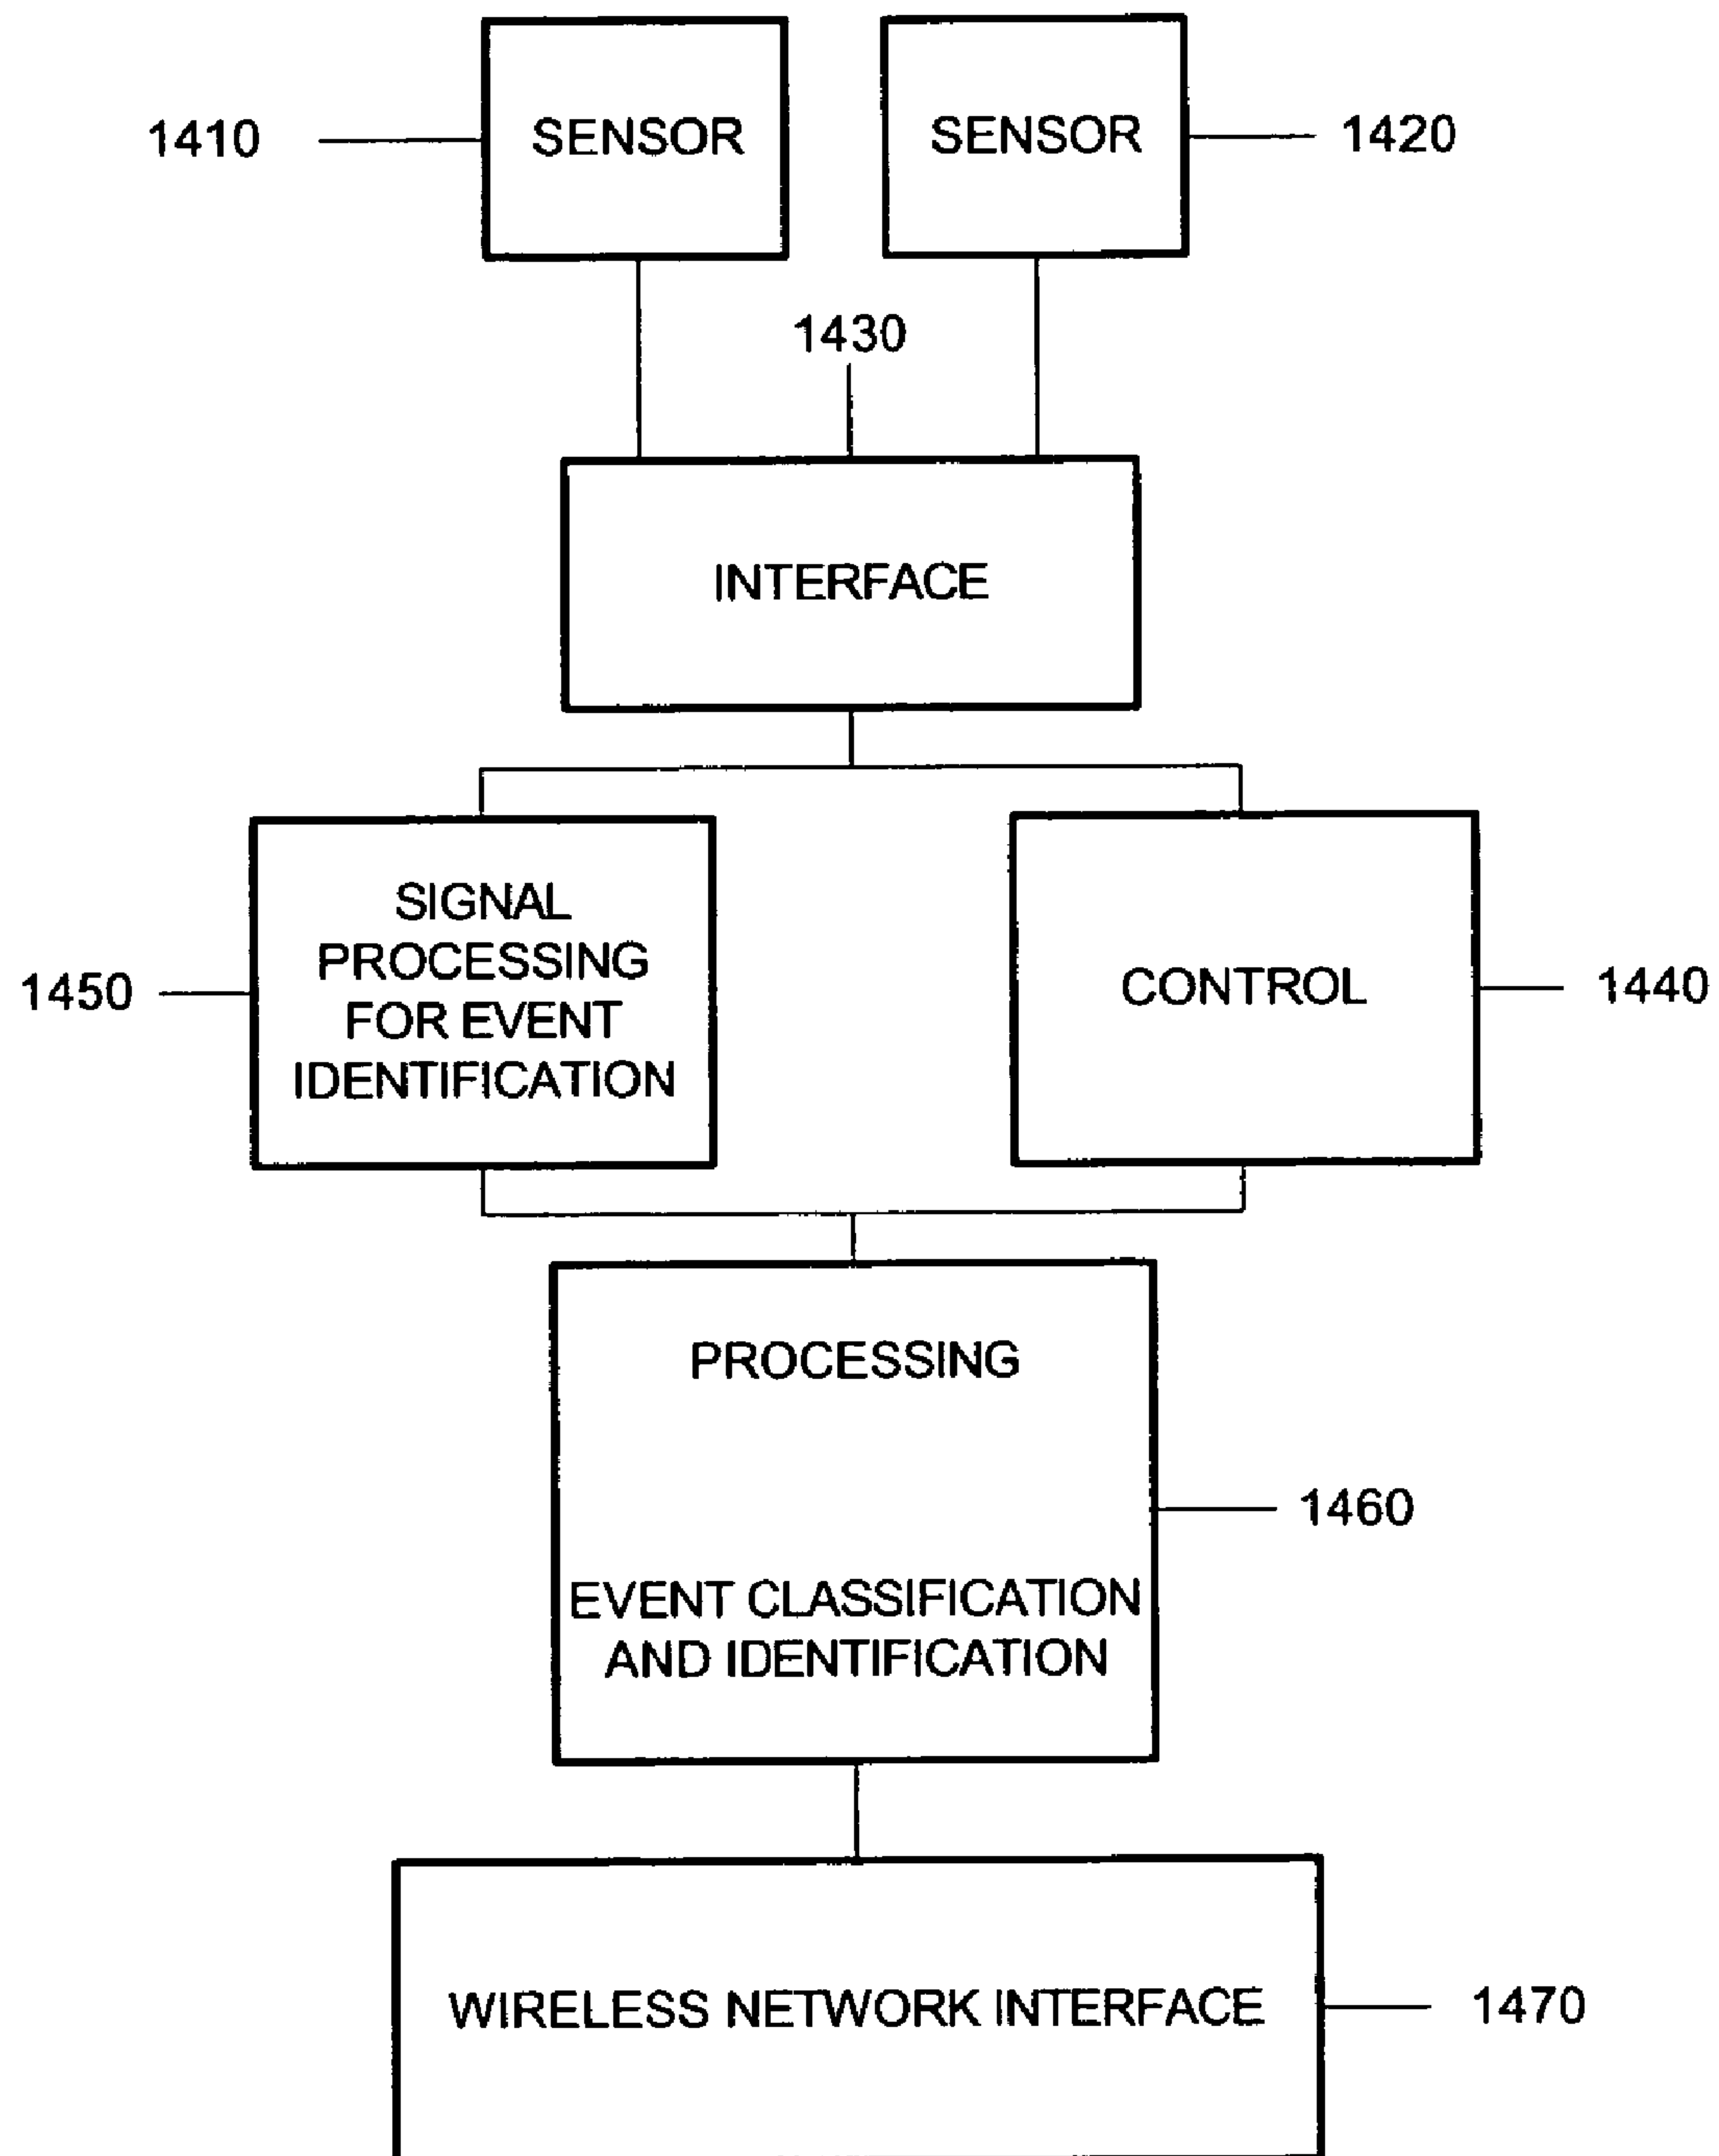 1410
SENSOR
SENSOR
1420
1430
INTERFACE
1450
SIGNAL
PROCESSING
FOR EVENT
IDENTIFICATION
CONTROL
1440
PROCESSING
1460
EVENT CLASSIFICATION
AND IDENTIFICATION
WIRELESS NETWORK INTERFACE
1470